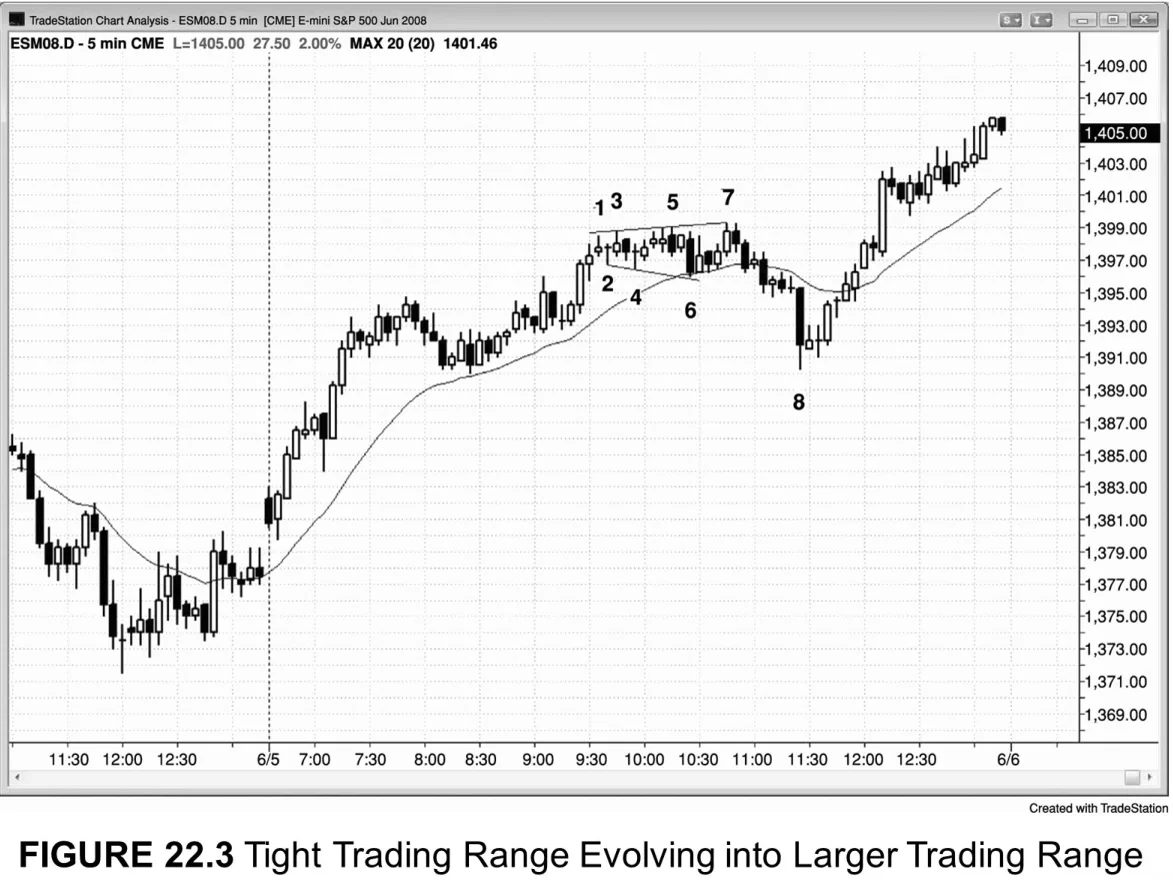 TradeStation Chart Analysis - ESM08.D 5 min [CME] E-mini S&P 500 Jun 2008
S
I
ESM08.D - 5 min CME L=1405.00 27.50 2.00% MAX 20 (20) 1401.46
1,409.00
1,407.00
1,405.00
1,403.00
1,401.00
1,399.00
1,397.00
1,395.00
1,393.00
1,391.00
1,389.00
1,387.00
1,385.00
1,383.00
1,381.00
1,379.00
1,377.00
1,375.00
1,373.00
1,371.00
1,369.00
1 3 5 7
2 4 6
8
11:30 12:00 12:30 6/5 7:00 7:30 8:00 8:30 9:00 9:30 10:00 10:30 11:00 11:30 12:00 12:30 6/6
Created with TradeStation
FIGURE 22.3 Tight Trading Range Evolving into Larger Trading Range